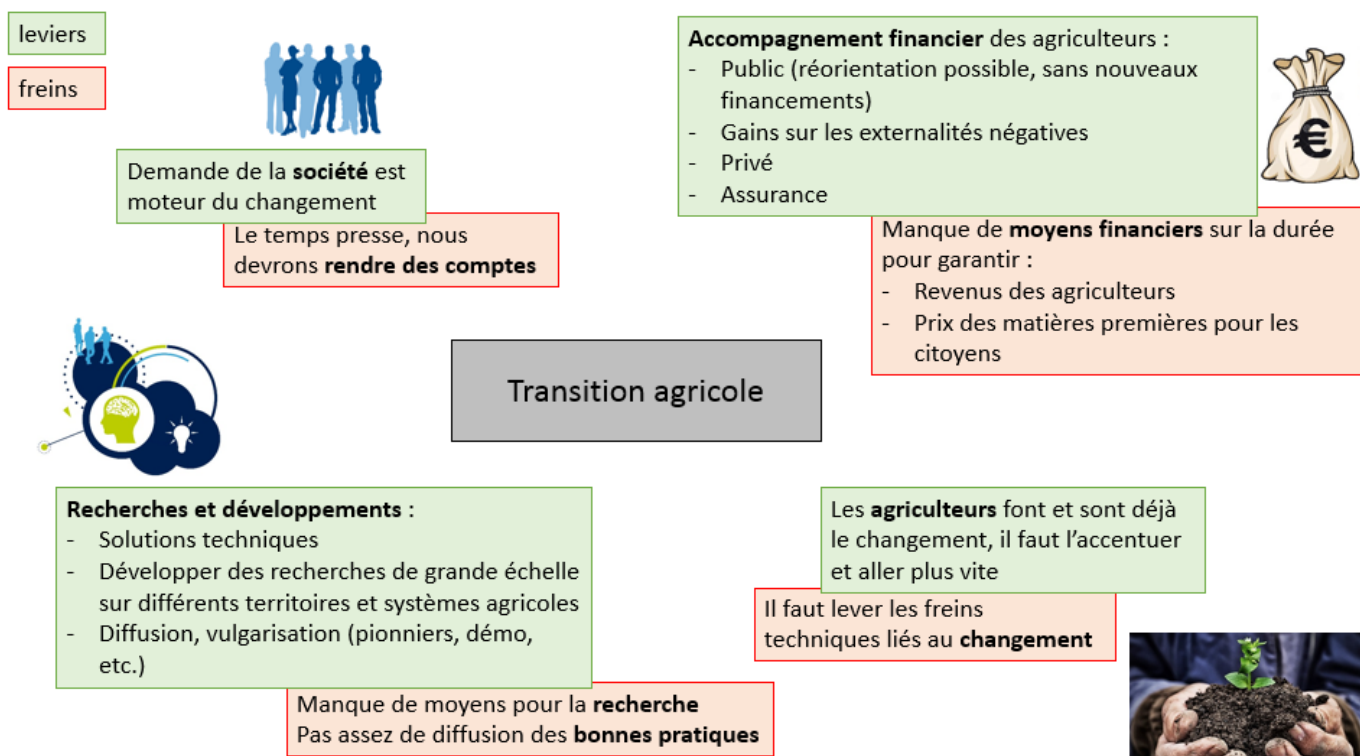 leviers
freins
Demande de la société est
moteur du changement
Le temps presse, nous
devrons rendre des comptes
Accompagnement financier des agriculteurs :
- Public (réorientation possible, sans nouveaux
financements)
- Gains sur les externalités négatives
- Privé
- Assurance
€
Manque de moyens financiers sur la durée
pour garantir :
- Revenus des agriculteurs
- Prix des matières premières pour les
citoyens
Transition agricole
Recherches et développements :
- Solutions techniques
- Développer des recherches de grande échelle
sur différents territoires et systèmes agricoles
- Diffusion, vulgarisation (pionniers, démo,
etc.)
Manque de moyens pour la recherche
Pas assez de diffusion des bonnes pratiques
Les agriculteurs font et sont déjà
le changement, il faut l’accentuer
et aller plus vite
Il faut lever les freins
techniques liés au changement